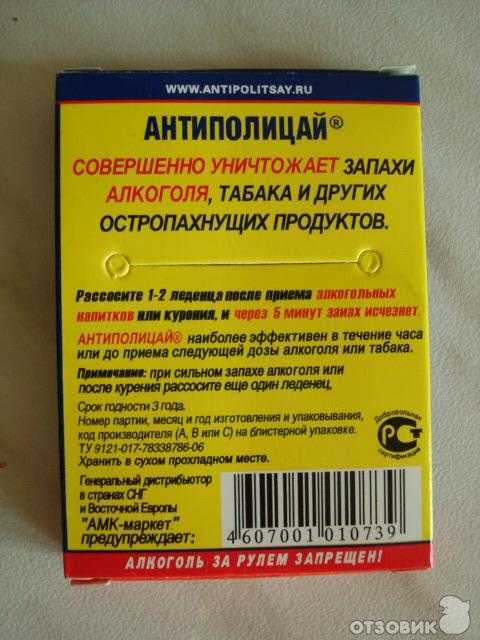 WWW.ANTIPOLITSAY.RU
АНТИПОЛИЦАЙ®
СОВЕРШЕННО УНИЧТОЖАЕТ ЗАПАХИ
АЛКОГОЛЯ, ТАБАКА И ДРУГИХ
ОСТРОПАХНУЩИХ ПРОДУКТОВ.
Рассосите 1-2 леденца после приема алкогольных
напитков или курения, и через 5 минут запах исчезнет.
АНТИПОЛИЦАЙ® наиболее эффективен в течение часа
или до приема следующей дозы алкоголя или табака.
Примечание: при сильном запахе алкоголя или
после курения рассосите еще один леденец.
Срок годности 3 года.
Номер партии, месяц и год изготовления и упаковывания,
код производителя (А, В или С) на блистерной упаковке.
ТУ 9121-017-78338786-06
Хранить в сухом прохладном месте.
Добровольная
РСТ
сертификация
Генеральный дистрибьютор
в странах СНГ
и Восточной Европы
"АМК-маркет"
предупреждает:
4 607001 010739
АЛКОГОЛЬ ЗА РУЛЕМ ЗАПРЕЩЕН!
ОТЗОВИК